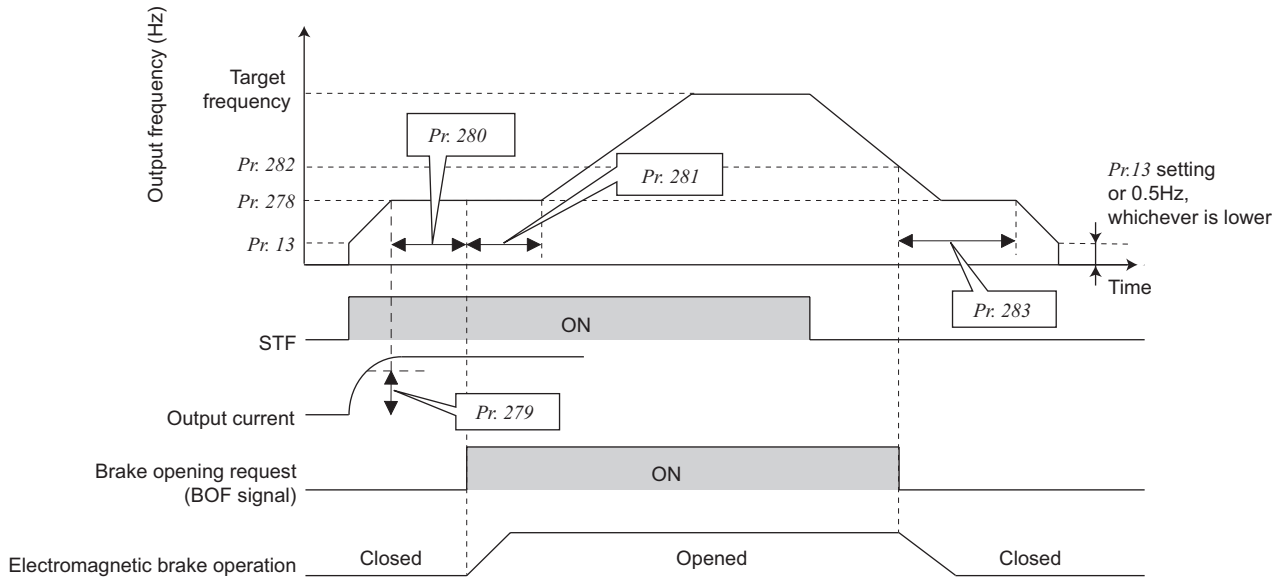 Output frequency (Hz)
Target
frequency
Pr. 280
Pr. 282
Pr. 281
Pr. 278
Pr. 13
Pr.13 setting
or 0.5Hz,
whichever is lower
Time
Pr. 283
ON
STF
Pr. 279
Output current
Brake opening request
(BOF signal)
ON
Electromagnetic brake operation
Closed
Opened
Closed